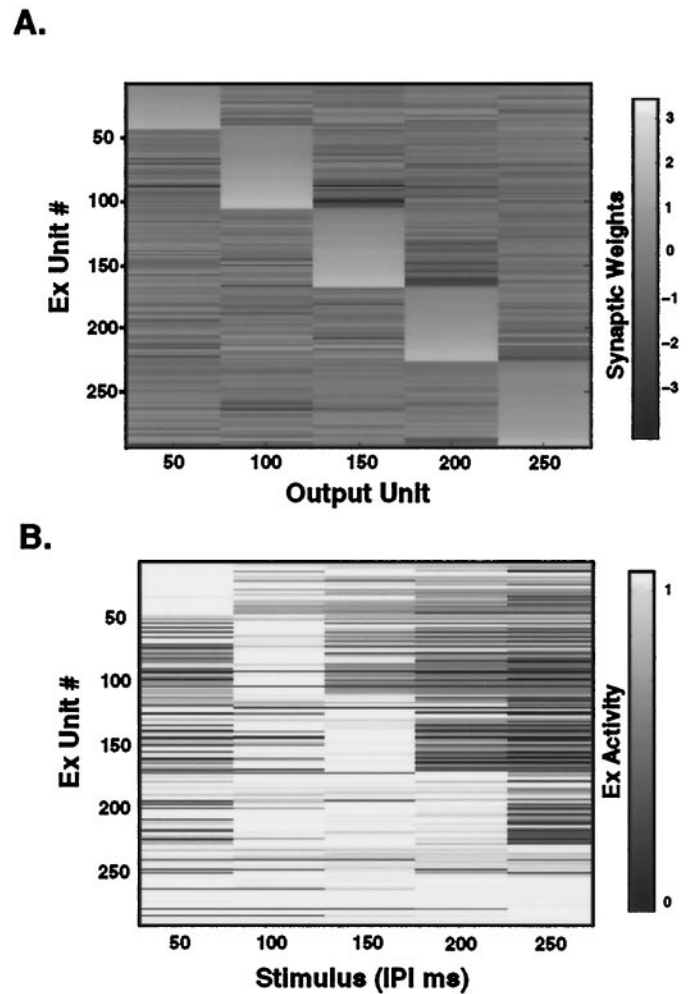 A.
Ex Unit #
50
100
150
200
250
50 100 150 200 250
Output Unit
Synaptic Weights
3
2
1
0
−1
−2
−3
B.
Ex Unit #
50
100
150
200
250
50 100 150 200 250
Stimulus (IPI ms)
Ex Activity
1
0